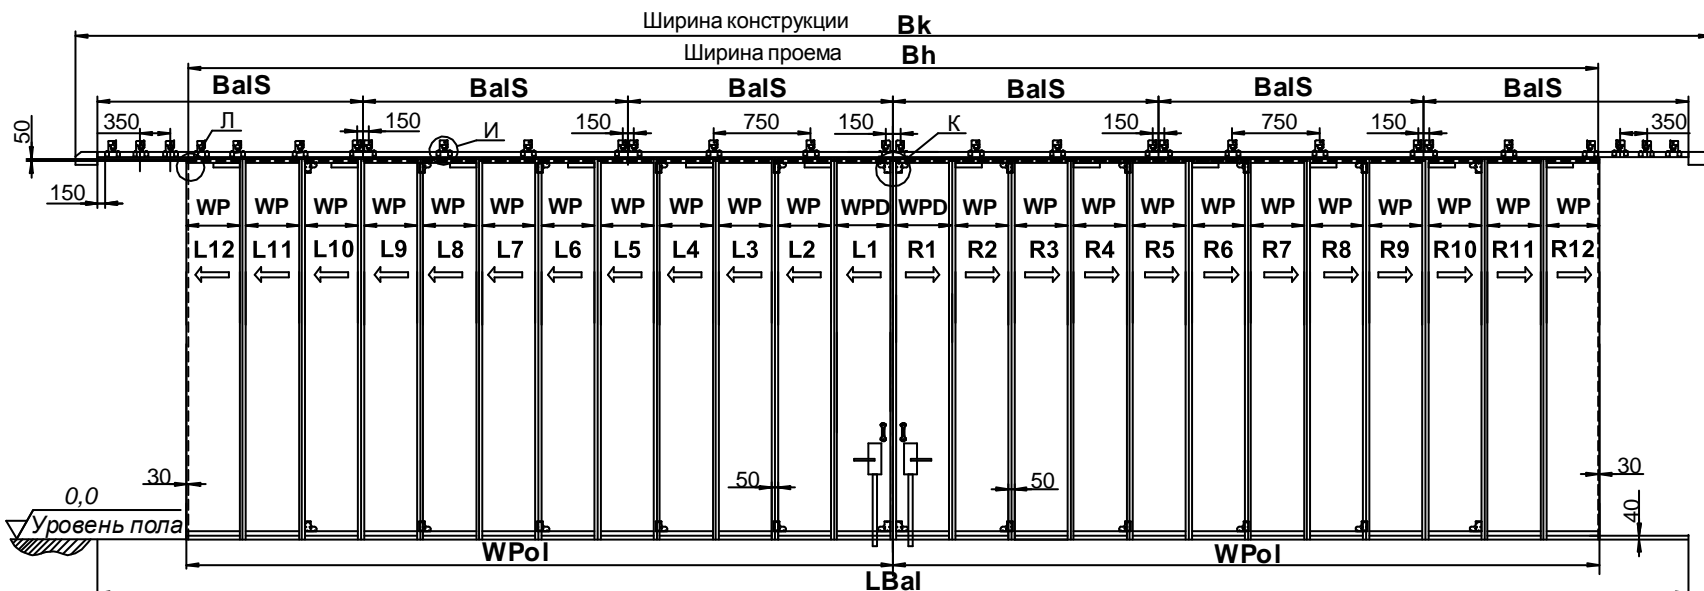 Ширина конструкции Bk
Ширина проема Bh
BalS BalS BalS BalS BalS BalS
350 Л 150 И 150 750 150 К 150 750 150 350
50
150
WP WP WP WP WP WP WP WP WP WP WP WPD WPD WP WP WP WP WP WP WP WP WP WP WP
L12 L11 L10 L9 L8 L7 L6 L5 L4 L3 L2 L1 R1 R2 R3 R4 R5 R6 R7 R8 R9 R10 R11 R12
30 50 50 30
0,0
Уровень пола
40
WPol WPol
LBal